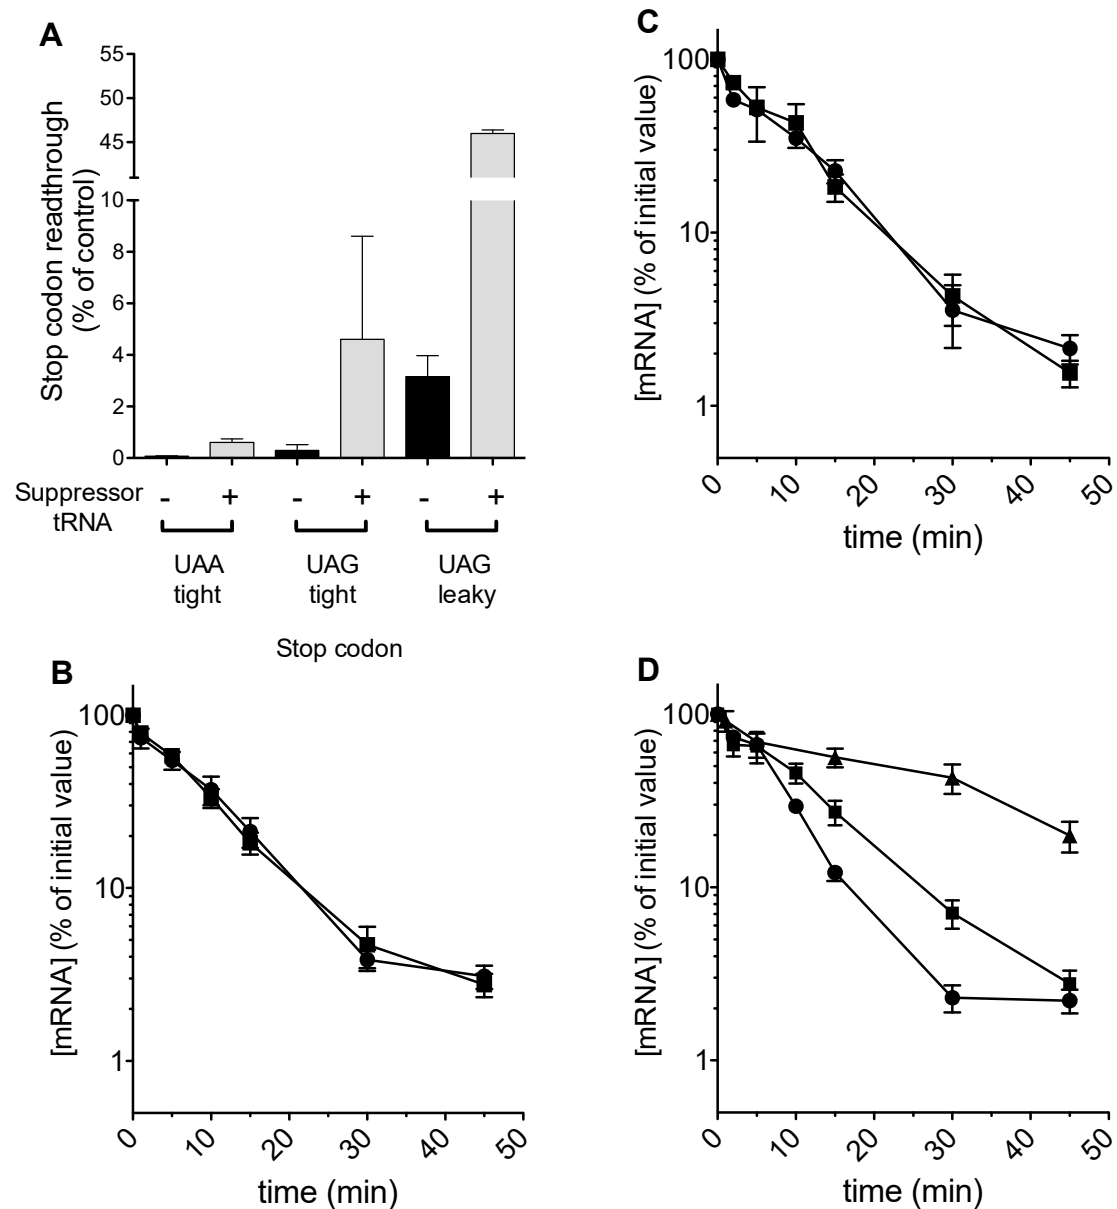 A
Stop codon readthrough
(% of control)
55
50
45
10
8
6
4
2
0
Suppressor
tRNA
- + - + - +
UAA UAG UAG
tight tight leaky
Stop codon
C
[mRNA] (% of initial value)
100
10
1
0 10 20 30 40 50
time (min)
B
[mRNA] (% of initial value)
100
10
1
0 10 20 30 40 50
time (min)
D
[mRNA] (% of initial value)
100
10
1
0 10 20 30 40 50
time (min)